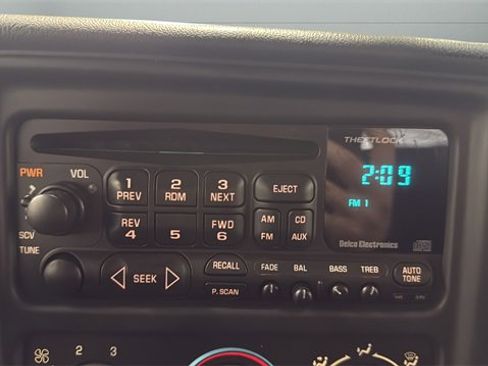 THEFTLOCK
PWR VOL
1 PREV
2 RDM
3 NEXT
EJECT
2:09
FM 1
REV 4
5
FWD 6
AM FM
CD AUX
SCV
TUNE
Delco Electronics
SEEK
RECALL
P.SCAN
FADE BAL BASS TREB
AUTO TONE
2 3